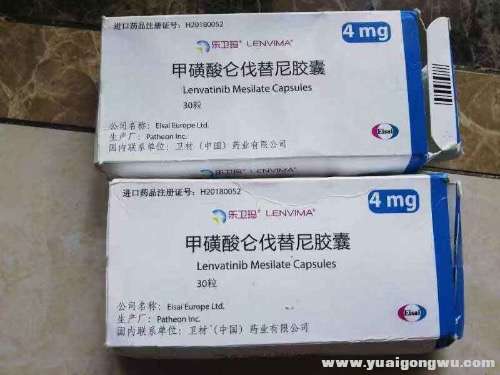 进口药品注册证号：H20180052
乐卫玛® LENVIMA®
4 mg
甲磺酸仑伐替尼胶囊
Lenvatinib Mesilate Capsules
30粒
公司名称：Eisai Europe Ltd.
生产厂：Patheon Inc.
国内联系单位：卫材（中国）药业有限公司
Eisai
进口药品注册证号：H20180052
乐卫玛® LENVIMA®
4 mg
甲磺酸仑伐替尼胶囊
Lenvatinib Mesilate Capsules
30粒
公司名称：Eisai Europe Ltd.
生产厂：Patheon Inc.
国内联系单位：卫材（中国）药业有限公司
Eisai
www.yuaigongwu.com